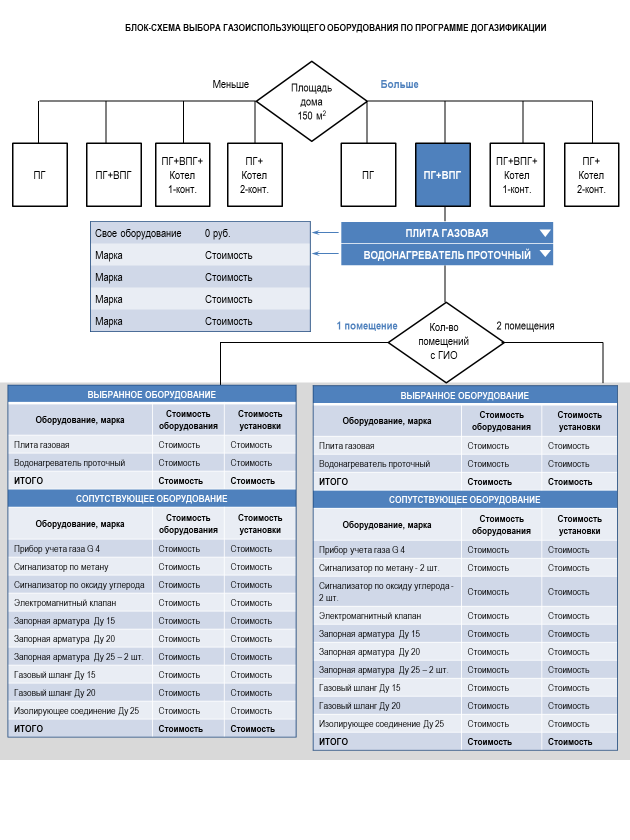 БЛОК-СХЕМА ВЫБОРА ГАЗОИСПОЛЬЗУЮЩЕГО ОБОРУДОВАНИЯ ПО ПРОГРАММЕ ДОГАЗИФИКАЦИИ
Меньше
Площадь
дома
150 м²
Больше
ПГ
ПГ+ВПГ
ПГ+ВПГ+
Котел
1-конт.
ПГ+
Котел
2-конт.
ПГ
ПГ+ВПГ
ПГ+ВПГ+
Котел
1-конт.
ПГ+
Котел
2-конт.
Свое оборудование 0 руб.
Марка Стоимость
Марка Стоимость
Марка Стоимость
Марка Стоимость
ПЛИТА ГАЗОВАЯ
ВОДОНАГРЕВАТЕЛЬ ПРОТОЧНЫЙ
1 помещение
Кол-во
помещений
с ГИО
2 помещения
ВЫБРАННОЕ ОБОРУДОВАНИЕ
Оборудование, марка Стоимость оборудования Стоимость установки
Плита газовая Стоимость Стоимость
Водонагреватель проточный Стоимость Стоимость
ИТОГО Стоимость Стоимость
СОПУТСТВУЮЩЕЕ ОБОРУДОВАНИЕ
Оборудование, марка Стоимость оборудования Стоимость установки
Прибор учета газа G 4 Стоимость Стоимость
Сигнализатор по метану Стоимость Стоимость
Сигнализатор по оксиду углерода Стоимость Стоимость
Электромагнитный клапан Стоимость Стоимость
Запорная арматура Ду 15 Стоимость Стоимость
Запорная арматура Ду 20 Стоимость Стоимость
Запорная арматура Ду 25 – 2 шт. Стоимость Стоимость
Газовый шланг Ду 15 Стоимость Стоимость
Газовый шланг Ду 20 Стоимость Стоимость
Изолирующее соединение Ду 25 Стоимость Стоимость
ИТОГО Стоимость Стоимость
ВЫБРАННОЕ ОБОРУДОВАНИЕ
Оборудование, марка Стоимость оборудования Стоимость установки
Плита газовая Стоимость Стоимость
Водонагреватель проточный Стоимость Стоимость
ИТОГО Стоимость Стоимость
СОПУТСТВУЮЩЕЕ ОБОРУДОВАНИЕ
Оборудование, марка Стоимость оборудования Стоимость установки
Прибор учета газа G 4 Стоимость Стоимость
Сигнализатор по метану - 2 шт. Стоимость Стоимость
Сигнализатор по оксиду углерода -
2 шт. Стоимость Стоимость
Электромагнитный клапан Стоимость Стоимость
Запорная арматура Ду 15 Стоимость Стоимость
Запорная арматура Ду 20 Стоимость Стоимость
Запорная арматура Ду 25 – 2 шт. Стоимость Стоимость
Газовый шланг Ду 15 Стоимость Стоимость
Газовый шланг Ду 20 Стоимость Стоимость
Изолирующее соединение Ду 25 Стоимость Стоимость
ИТОГО Стоимость Стоимость